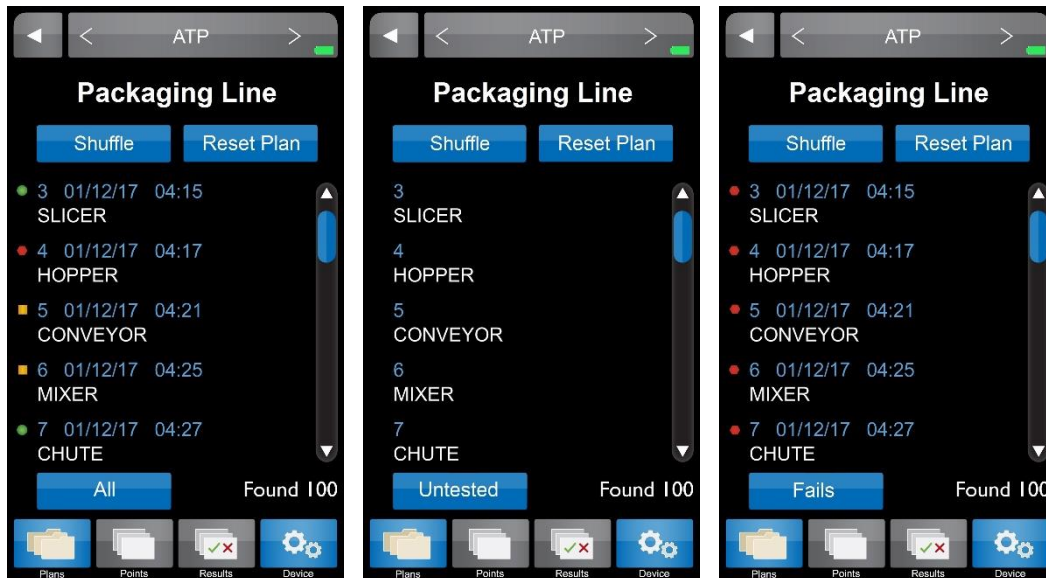 < ATP >
Packaging Line
Shuffle Reset Plan
3 01/12/17 04:15
SLICER
4 01/12/17 04:17
HOPPER
5 01/12/17 04:21
CONVEYOR
6 01/12/17 04:25
MIXER
7 01/12/17 04:27
CHUTE
All Found 100
Plans Points Results Device
< ATP >
Packaging Line
Shuffle Reset Plan
3
SLICER
4
HOPPER
5
CONVEYOR
6
MIXER
7
CHUTE
Untested Found 100
Plans Points Results Device
< ATP >
Packaging Line
Shuffle Reset Plan
3 01/12/17 04:15
SLICER
4 01/12/17 04:17
HOPPER
5 01/12/17 04:21
CONVEYOR
6 01/12/17 04:25
MIXER
7 01/12/17 04:27
CHUTE
Fails Found 100
Plans Points Results Device